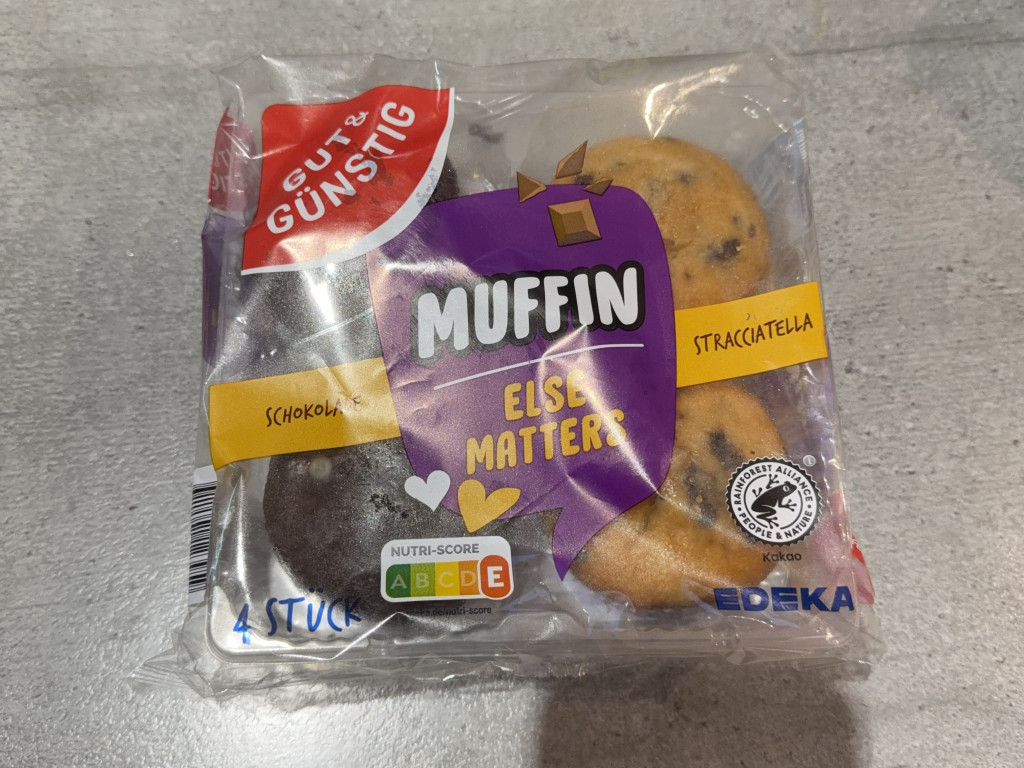 GUT &
GÜNSTIG
MUFFIN
ELSE
MATTERS
STRACCIATELLA
SCHOKOLADE
RAINFOREST ALLIANCE
PEOPLE & NATURE
Kakao
NUTRI-SCORE
A B C D E
4 STÜCK
EDEKA